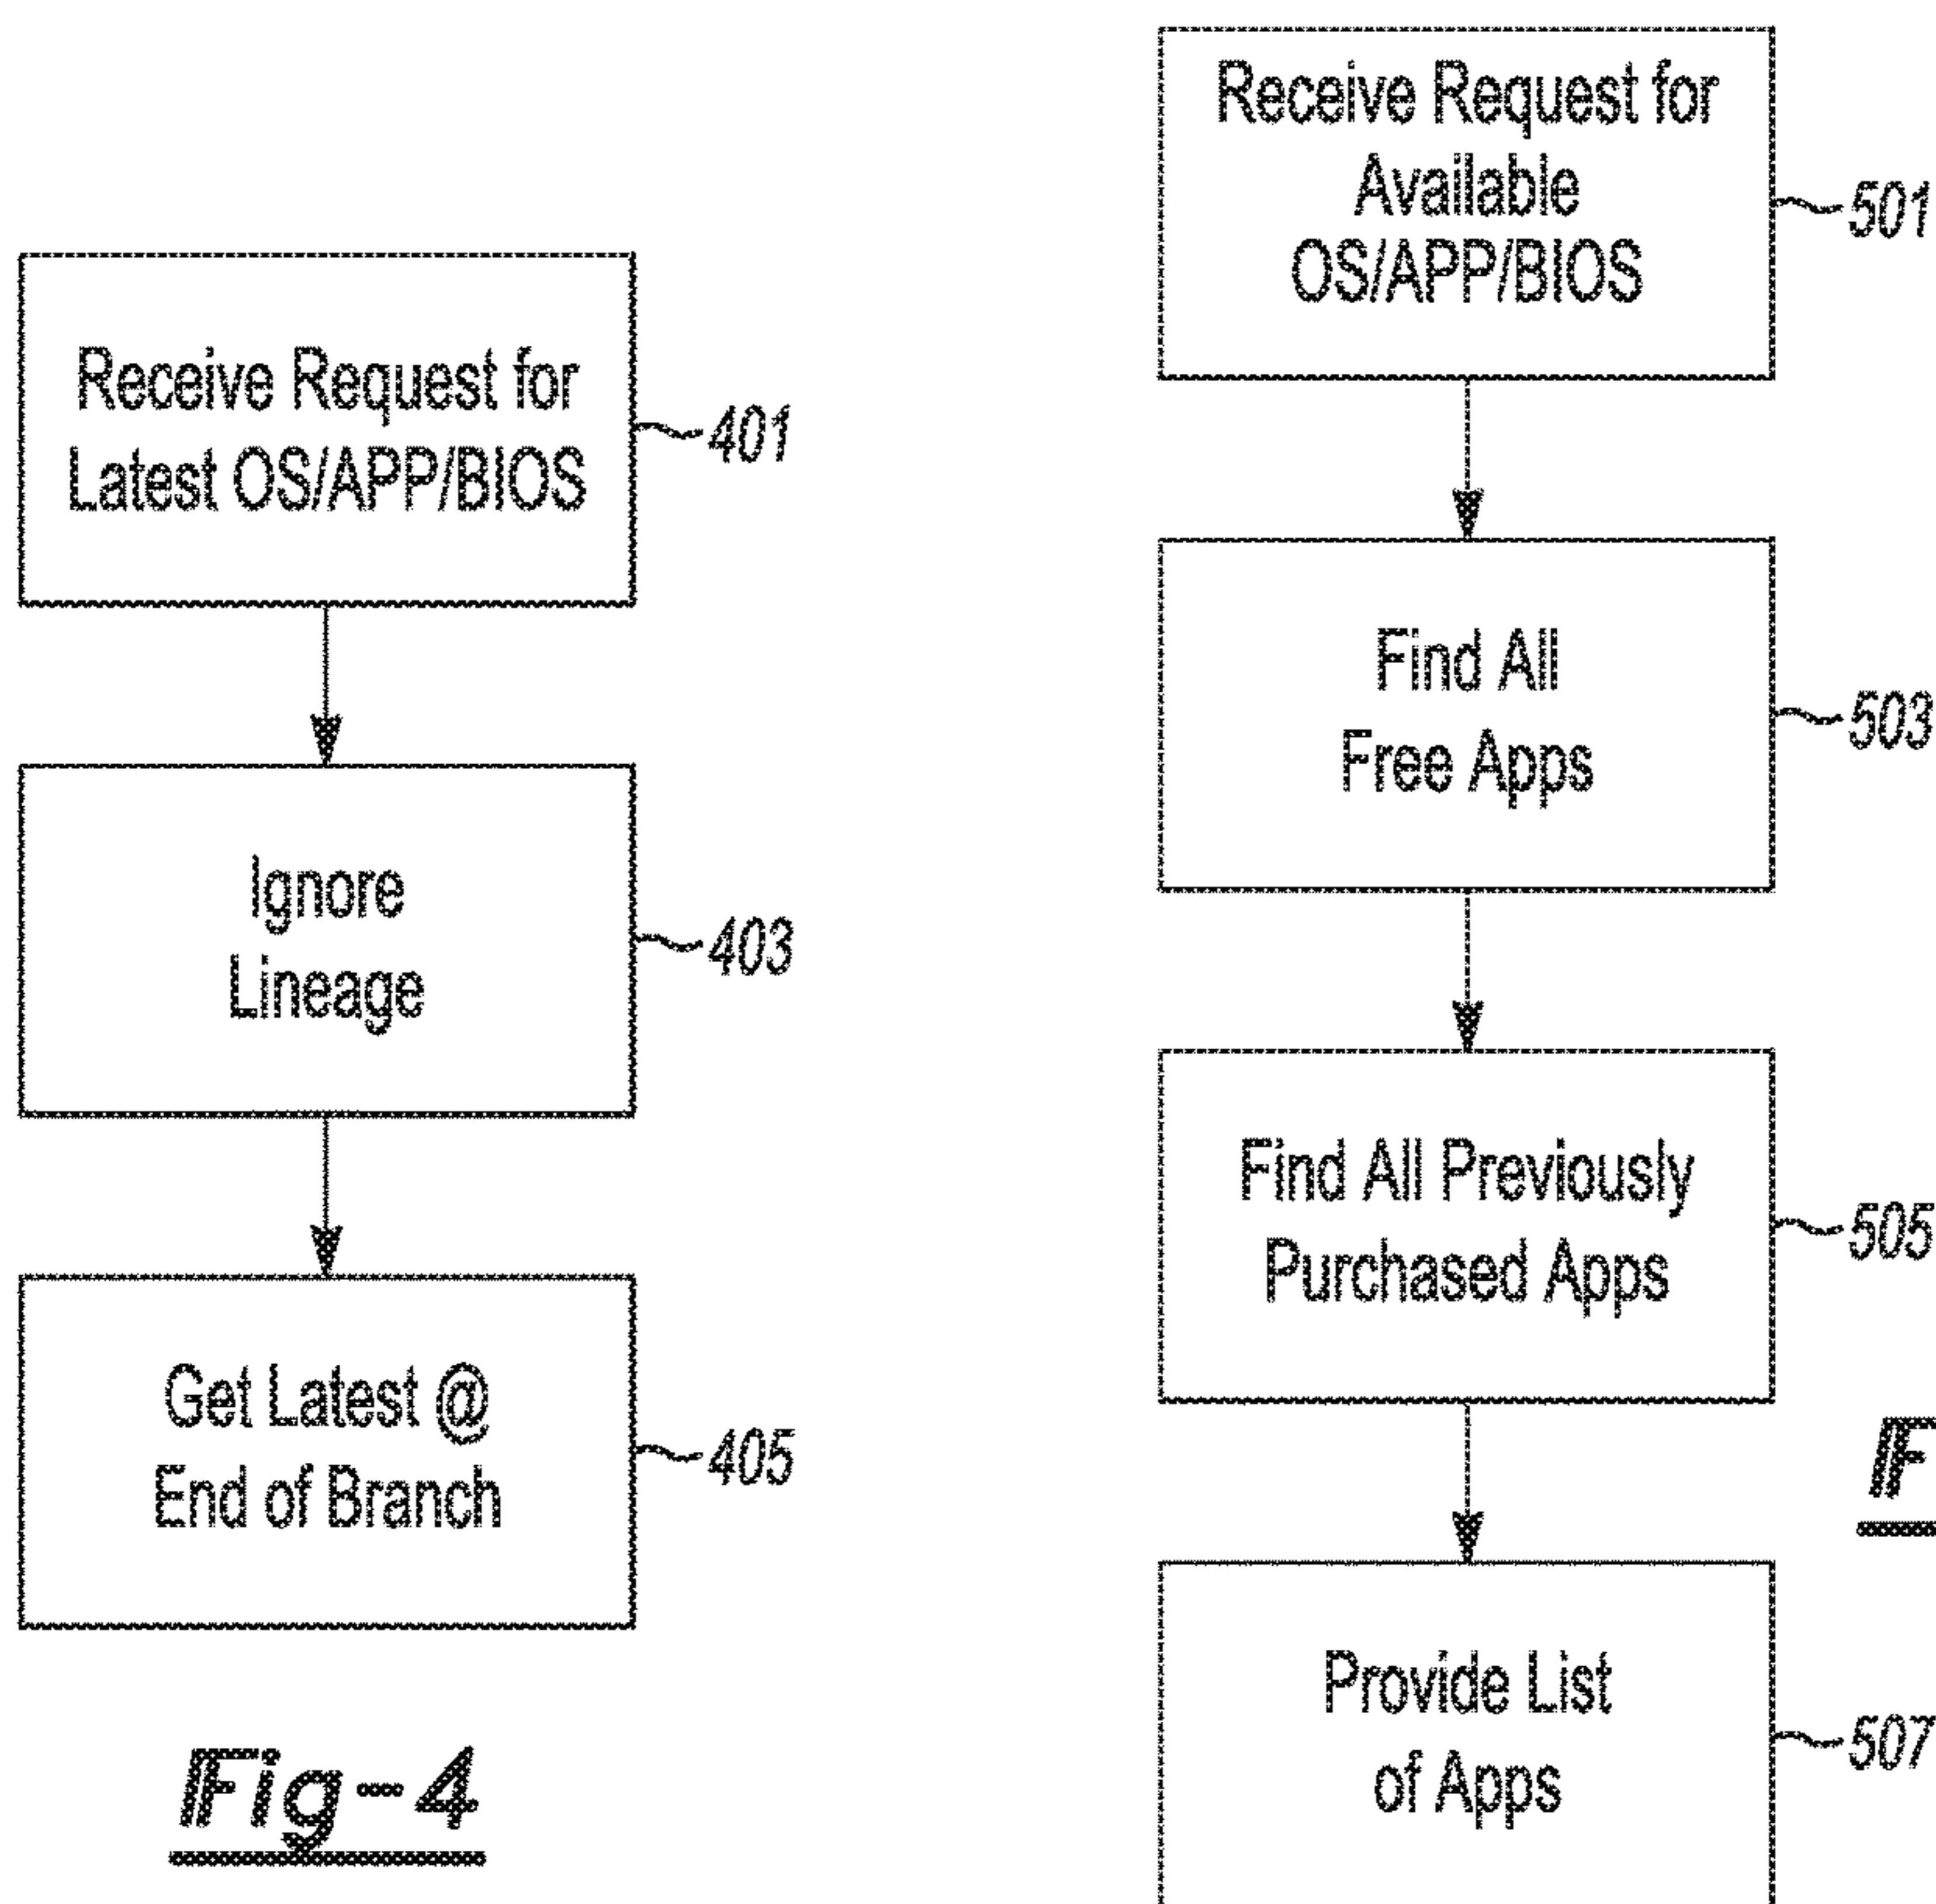 Receive Request for
Latest OS/APP/BIOS
401
Ignore
Lineage
403
Get Latest @
End of Branch
405
Fig-4
Receive Request for
Available
OS/APP/BIOS
501
Find All
Free Apps
503
Find All Previously
Purchased Apps
505
Provide List
of Apps
507